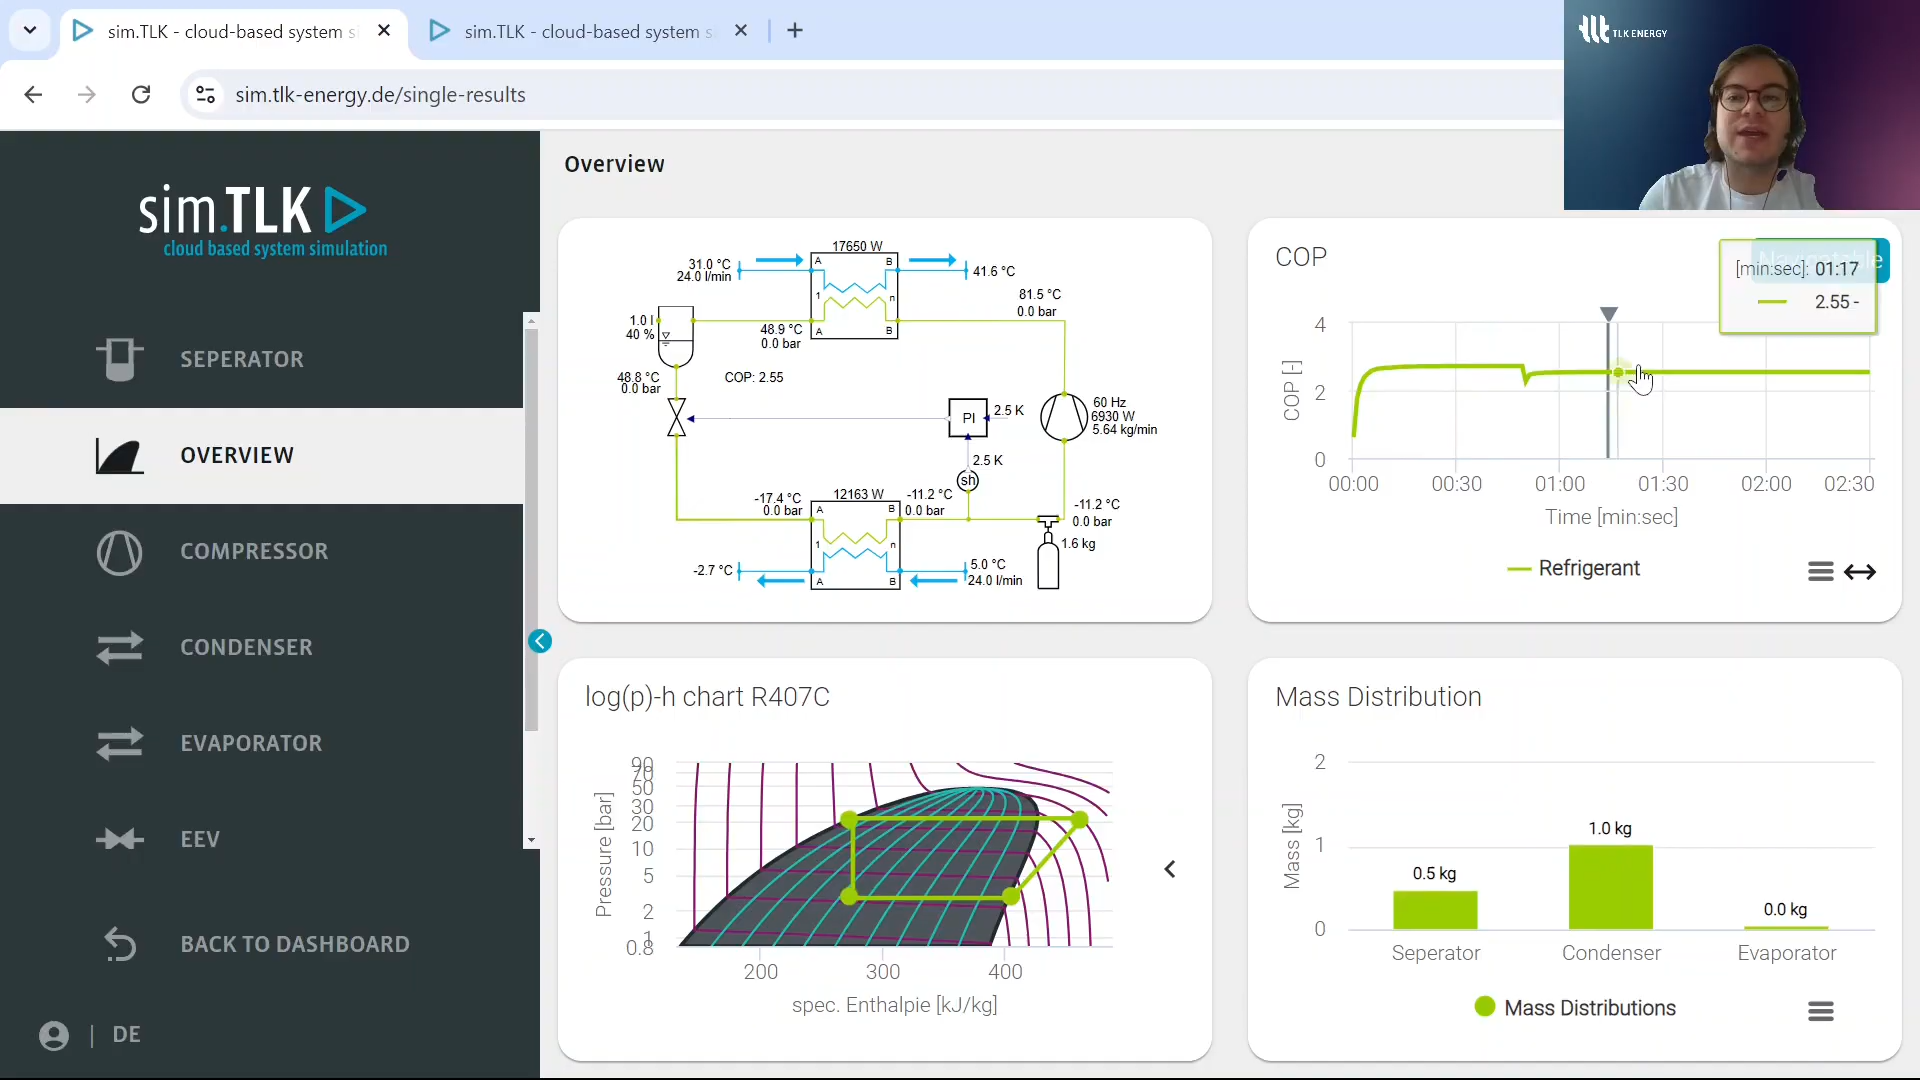 sim.TLK - cloud-based system s
sim.TLK - cloud-based system s
sim.tlk-energy.de/single-results
TLK ENERGY
sim.TLK
cloud based system simulation
SEPERATOR
OVERVIEW
COMPRESSOR
CONDENSER
EVAPORATOR
EEV
BACK TO DASHBOARD
| DE
Overview
17650 W
31.0 °C
24.0 l/min
A
B
41.6 °C
1
n
81.5 °C
0.0 bar
1.0 l
40 %
48.9 °C
0.0 bar
A
B
48.8 °C
0.0 bar
COP: 2.55
PI
2.5 K
60 Hz
6930 W
5.64 kg/min
2.5 K
sh
-17.4 °C
0.0 bar
12163 W
-11.2 °C
0.0 bar
A
B
-11.2 °C
0.0 bar
1
n
1.6 kg
-2.7 °C
A
B
5.0 °C
24.0 l/min
COP
[min:sec]: 01:17
2.55 -
COP [-]
4
2
0
00:00
00:30
01:00
01:30
02:00
02:30
Time [min:sec]
Refrigerant
log(p)-h chart R407C
Pressure [bar]
90
70
50
30
20
10
5
2
1
0.8
200
300
400
spec. Enthalpie [kJ/kg]
Mass Distribution
Mass [kg]
2
1
0
0.5 kg
1.0 kg
0.0 kg
Seperator
Condenser
Evaporator
Mass Distributions